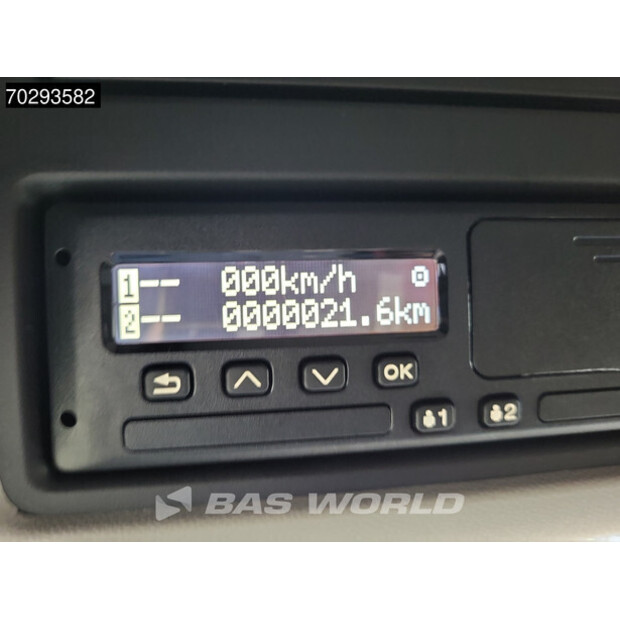 70293582
1 -- 000km/h
2 -- 0000021.6km
OK
1 2
BAS WORLD